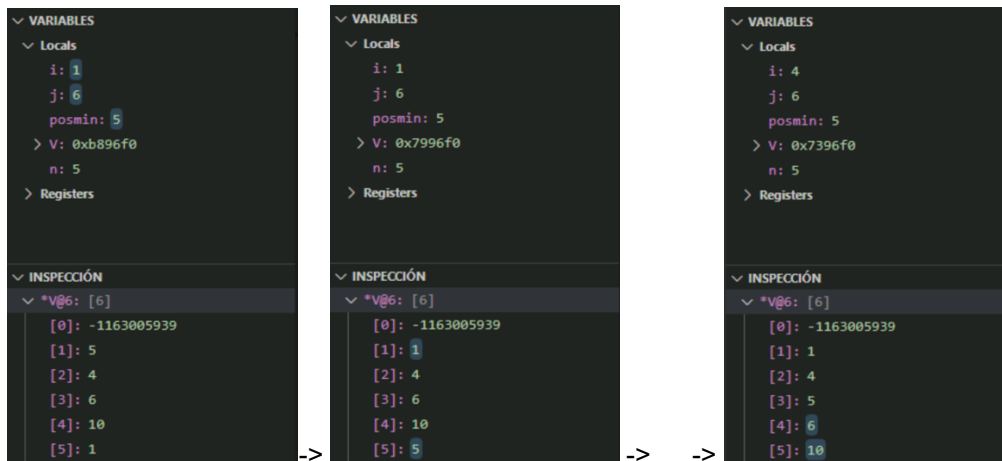 VARIABLES
Locals
i: 1
j: 6
posmin: 5
V: 0xb896f0
n: 5
Registers
INSPECCIÓN
*V@6: [6]
[0]: -1163005939
[1]: 5
[2]: 4
[3]: 6
[4]: 10
[5]: 1
->
VARIABLES
Locals
i: 1
j: 6
posmin: 5
V: 0x7996f0
n: 5
Registers
INSPECCIÓN
*V@6: [6]
[0]: -1163005939
[1]: 1
[2]: 4
[3]: 6
[4]: 10
[5]: 5
->
->
VARIABLES
Locals
i: 4
j: 6
posmin: 5
V: 0x7396f0
n: 5
Registers
INSPECCIÓN
*V@6: [6]
[0]: -1163005939
[1]: 1
[2]: 4
[3]: 5
[4]: 6
[5]: 10